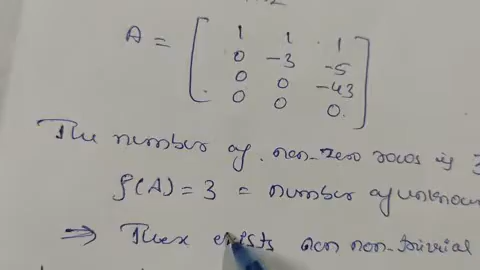 A = [ 1 1 1
0 -3 -5
0 0 -43
0 0 0 ]
The number of non-zero rows is 3
ρ(A) = 3 = number of unknow
⇒ There exists non non-trivial